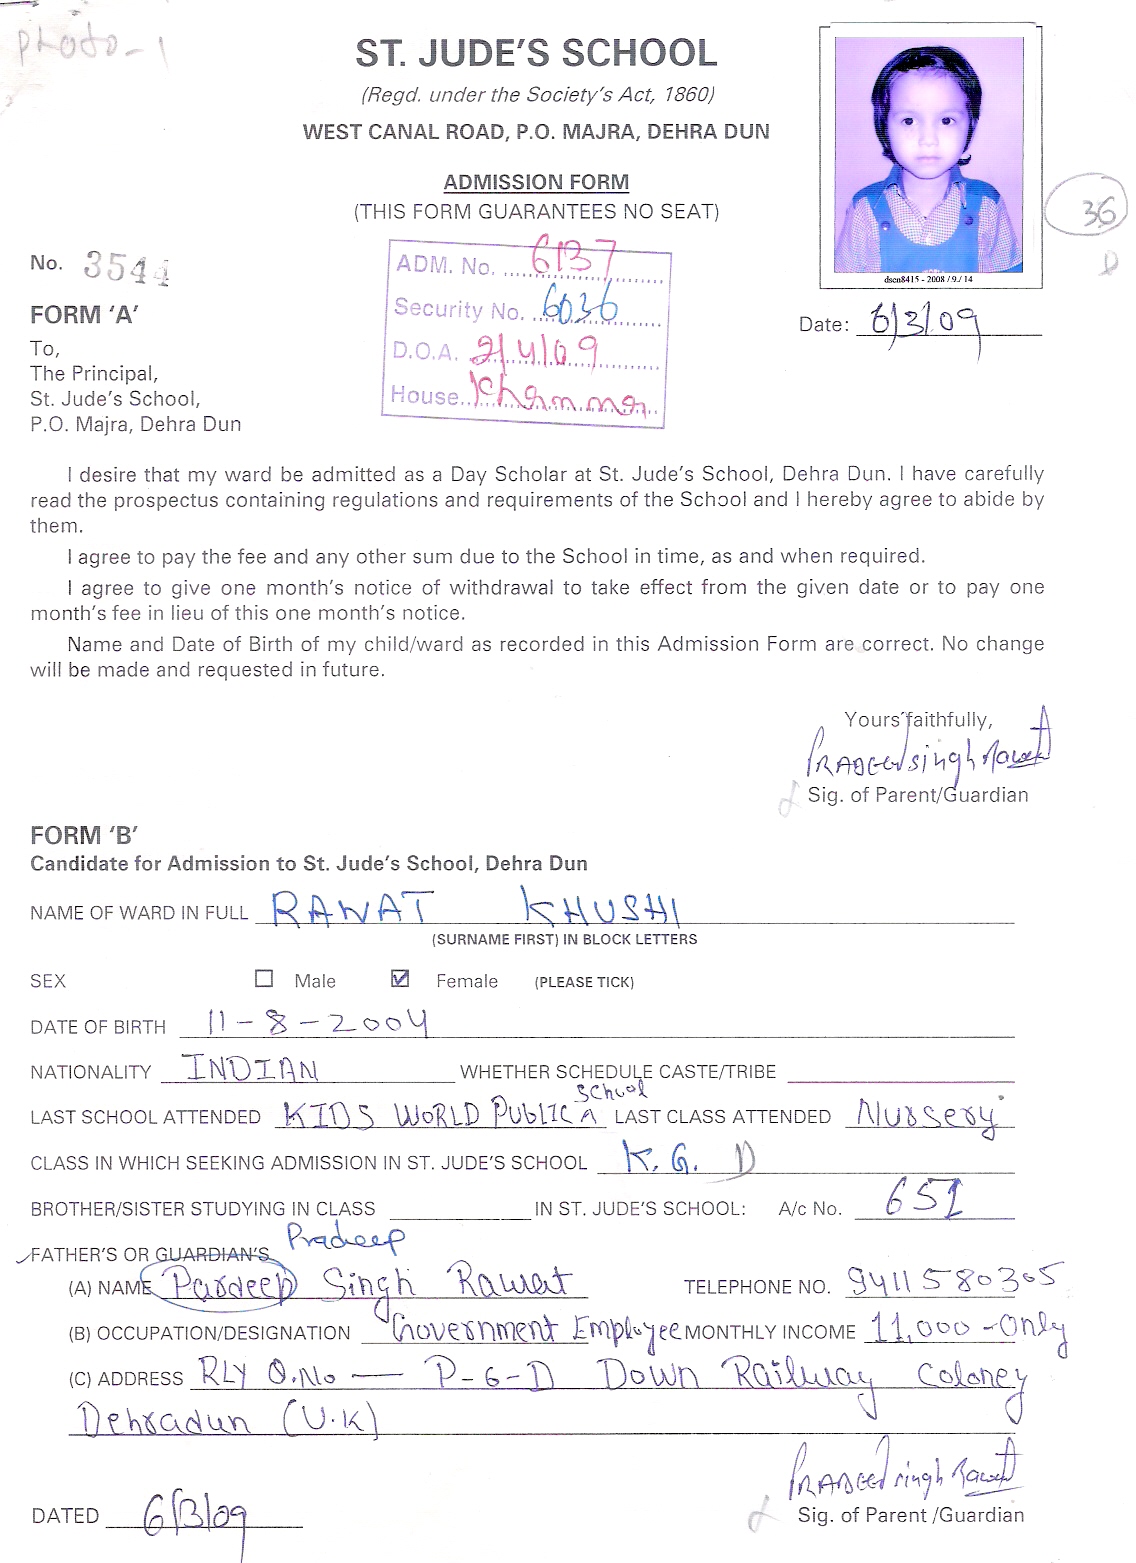 photo-1
ST. JUDE'S SCHOOL
(Regd. under the Society's Act, 1860)
WEST CANAL ROAD, P.O. MAJRA, DEHRA DUN
ADMISSION FORM
(THIS FORM GUARANTEES NO SEAT)
dscn8415 - 2008 / 9 / 14
36
D
No. 3544
ADM. No. 6137
Security No. 6036
D.O.A. 2/4/09
House
Date: 6/3/09
FORM 'A'
To,
The Principal,
St. Jude's School,
P.O. Majra, Dehra Dun
I desire that my ward be admitted as a Day Scholar at St. Jude's School, Dehra Dun. I have carefully
read the prospectus containing regulations and requirements of the School and I hereby agree to abide by
them.
I agree to pay the fee and any other sum due to the School in time, as and when required.
I agree to give one month's notice of withdrawal to take effect from the given date or to pay one
month's fee in lieu of this one month's notice.
Name and Date of Birth of my child/ward as recorded in this Admission Form are correct. No change
will be made and requested in future.
Yours faithfully,
PRADEEP Singh Rawat
Sig. of Parent/Guardian
FORM 'B'
Candidate for Admission to St. Jude's School, Dehra Dun
NAME OF WARD IN FULL RAWAT KHUSHI
(SURNAME FIRST) IN BLOCK LETTERS
SEX Male Female (PLEASE TICK)
DATE OF BIRTH 11-8-2004
NATIONALITY INDIAN WHETHER SCHEDULE CASTE/TRIBE
School
LAST SCHOOL ATTENDED KIDS WORLD PUBLIC LAST CLASS ATTENDED Nursery
CLASS IN WHICH SEEKING ADMISSION IN ST. JUDE'S SCHOOL K.G. D
BROTHER/SISTER STUDYING IN CLASS IN ST. JUDE'S SCHOOL: A/c No. 651
Pradeep
FATHER'S OR GUARDIAN'S
(A) NAME Pardeep Singh Rawat TELEPHONE NO. 9411580305
(B) OCCUPATION/DESIGNATION Government Employee MONTHLY INCOME 11,000 -Only
(C) ADDRESS RLY Q.No — P-6-D Down Railway Coloney
Dehradun (U.K)
PRADEEP Singh Rawat
DATED 6/3/09
Sig. of Parent /Guardian